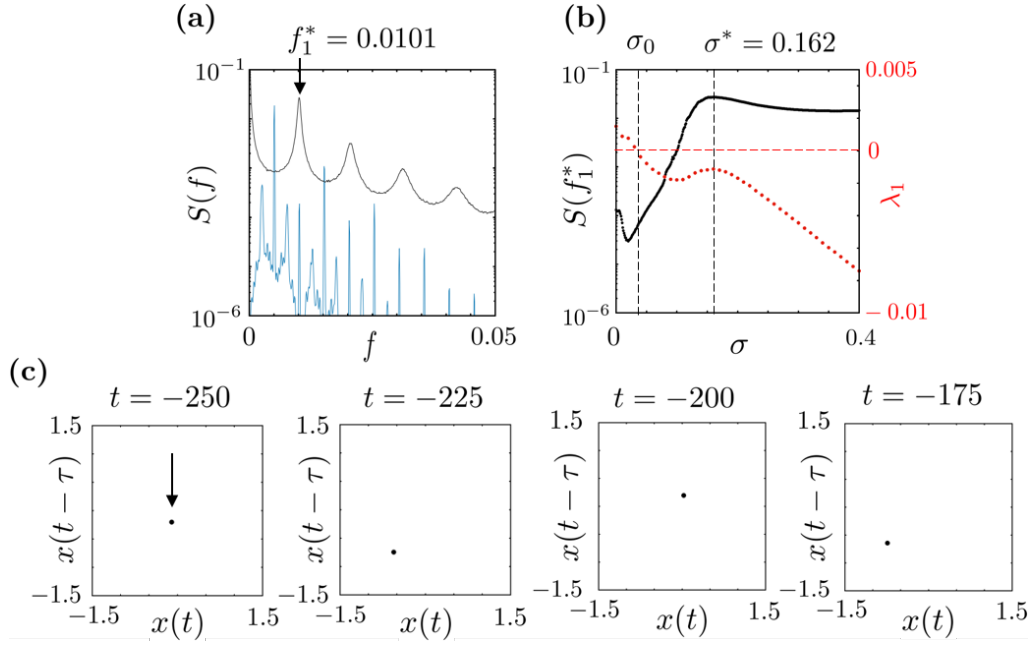 (a)
f₁* = 0.0101
10⁻¹
S(f)
10⁻⁶
0
f
0.05
(b)
σ₀
σ* = 0.162
10⁻¹
0.005
S(f₁*)
0
λ₁
10⁻⁶
−0.01
0
σ
0.4
(c)
t = −250
1.5
x(t − τ)
−1.5
−1.5
x(t)
1.5
t = −225
1.5
x(t − τ)
−1.5
−1.5
x(t)
1.5
t = −200
1.5
x(t − τ)
−1.5
−1.5
x(t)
1.5
t = −175
1.5
x(t − τ)
−1.5
−1.5
x(t)
1.5